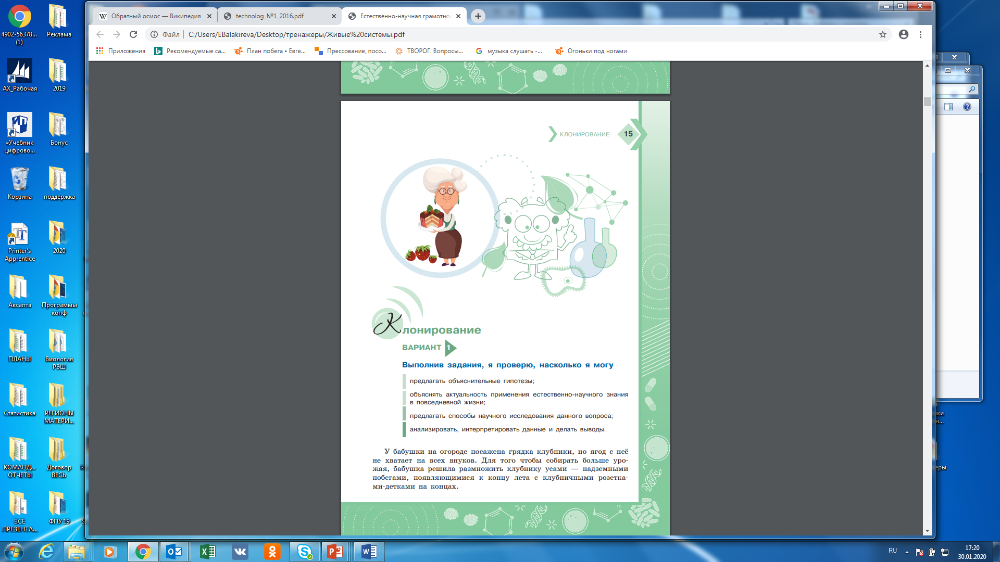 Обратный осмос — Википедия
technolog_№1_2016.pdf
Естественно-научная грамотно
Файл
C:/Users/EBalakireva/Desktop/тренажеры/Живые%20системы.pdf
Приложения
Рекомендуемые са...
План побега • Евге...
Прессование, посо...
ТВОРОГ. Вопросы...
музыка слушать -...
Огоньки под ногами
4902-56378...
(1)
Реклама
AX_Рабочая
2019
«Учебник
цифрово...
Бонус
Корзина
поддержка
Printer's
Apprentice
2020
Аксапта
Программы
конф
ПЛАНЫ
Биология
РЭШ
Статистика
РЕГИОНЫ
МАТЕРИ...
КОМАНД...
ОТЧЕТЫ
Договор
ВЕСЬ
ВСЕ
ПРЕЗЕНТА...
ФПУ 19
КЛОНИРОВАНИЕ
15
Клонирование
ВАРИАНТ 1
Выполнив задания, я проверю, насколько я могу
предлагать объяснительные гипотезы;
объяснять актуальность применения естественно-научного знания
в повседневной жизни;
предлагать способы научного исследования данного вопроса;
анализировать, интерпретировать данные и делать выводы.
У бабушки на огороде посажена грядка клубники, но ягод с неё
не хватает на всех внуков. Для того чтобы собирать больше уро-
жая, бабушка решила размножить клубнику усами — надземными
побегами, появляющимися к концу лета с клубничными розетка-
ми-детками на концах.
RU
17:20
30.01.2020